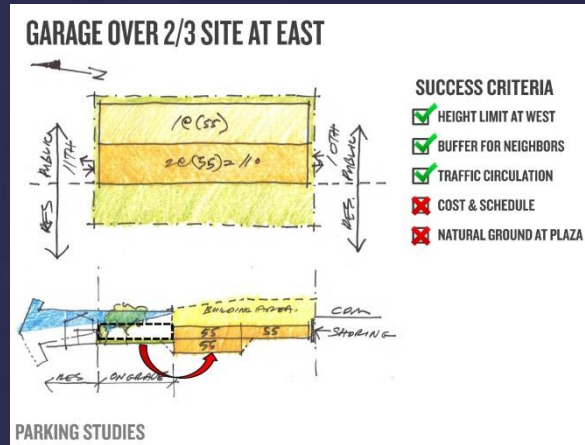 GARAGE OVER 2/3 SITE AT EAST
N
1@(55)
2@(55)=110
RES PUBLIC
11TH
10TH
RES. PUBLIC
SUCCESS CRITERIA
HEIGHT LIMIT AT WEST
BUFFER FOR NEIGHBORS
TRAFFIC CIRCULATION
COST & SCHEDULE
NATURAL GROUND AT PLAZA
BUILDING AREA.
COM
55 55
SHORING
55
RES ON GRADE
PARKING STUDIES